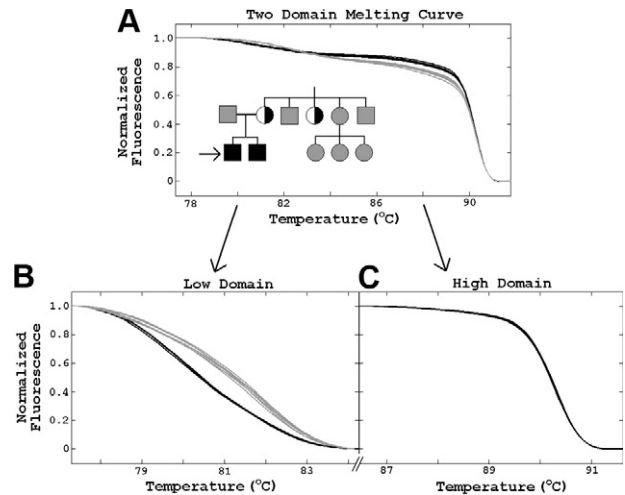 A
Two Domain Melting Curve
1.0
0.8
0.6
0.4
0.2
0
Normalized
Fluorescence
78
82
86
90
Temperature (°C)
B
Low Domain
1.0
0.8
0.6
0.4
0.2
0
Normalized
Fluorescence
79
81
83
Temperature (°C)
C
High Domain
87
89
91
Temperature (°C)